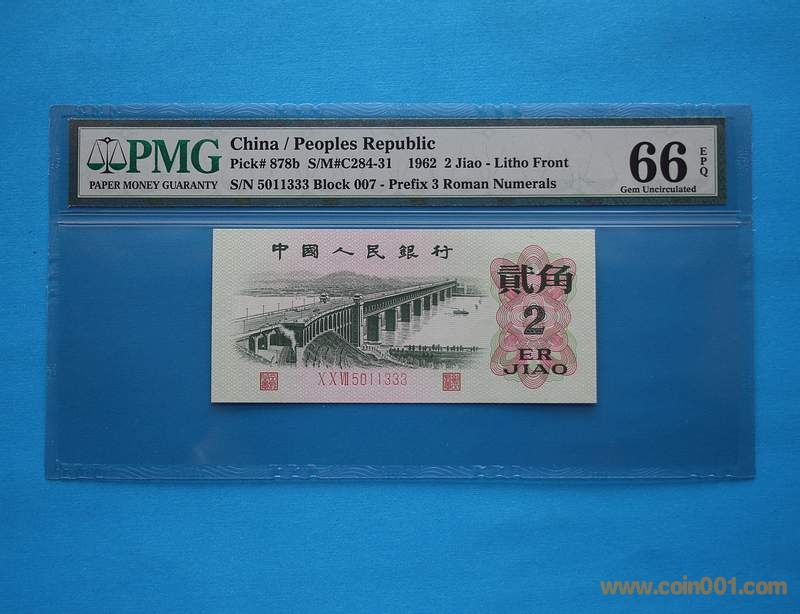 PMG
PAPER MONEY GUARANTY
China / Peoples Republic
Pick# 878b S/M#C284-31 1962 2 Jiao - Litho Front
S/N 5011333 Block 007 - Prefix 3 Roman Numerals
66 EPQ
Gem Uncirculated
中國人民銀行
貳角
2
ER
JIAO
XXVII 5011333
www.coin001.com